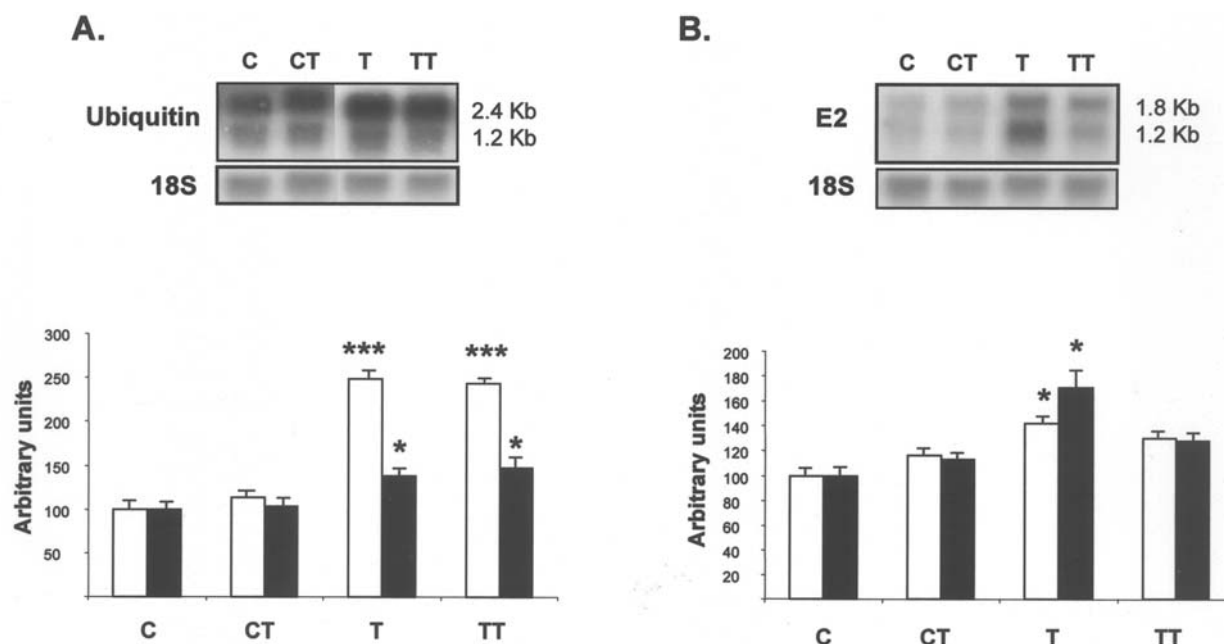 A.
C CT T TT
Ubiquitin
2.4 Kb
1.2 Kb
18S
Arbitrary units
300
250
200
150
100
50
*** ***
* *
C CT T TT
B.
C CT T TT
E2
1.8 Kb
1.2 Kb
18S
Arbitrary units
200
180
160
140
120
100
80
60
40
20
* *
C CT T TT